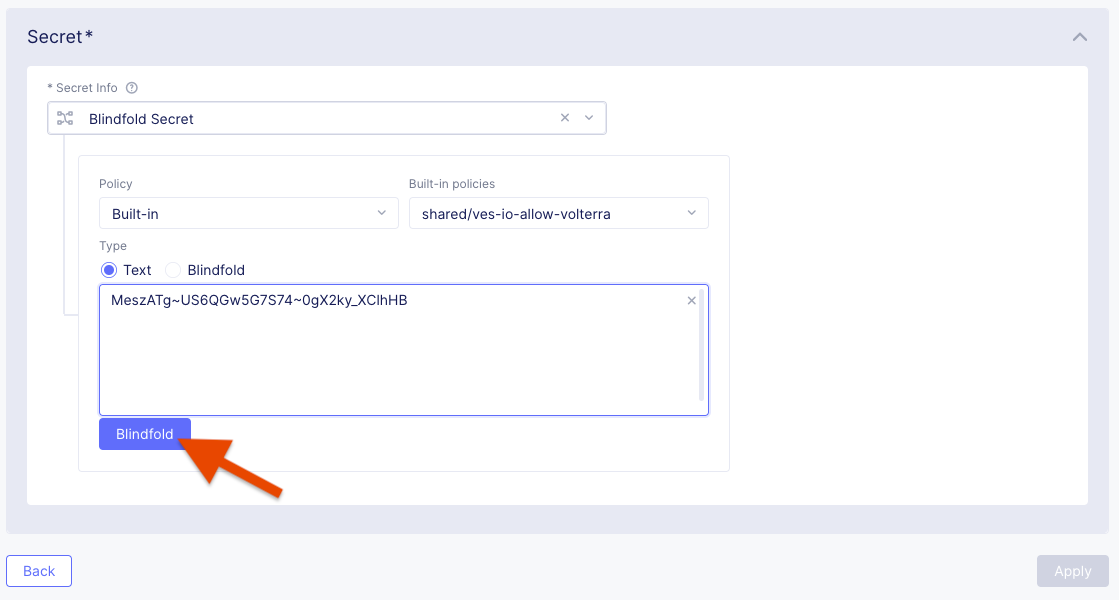 Secret*
* Secret Info
Blindfold Secret
Policy
Built-in policies
Built-in
shared/ves-io-allow-volterra
Type
Text
Blindfold
MeszATg~US6QGw5G7S74~0gX2ky_XClhHB
Blindfold
Back
Apply